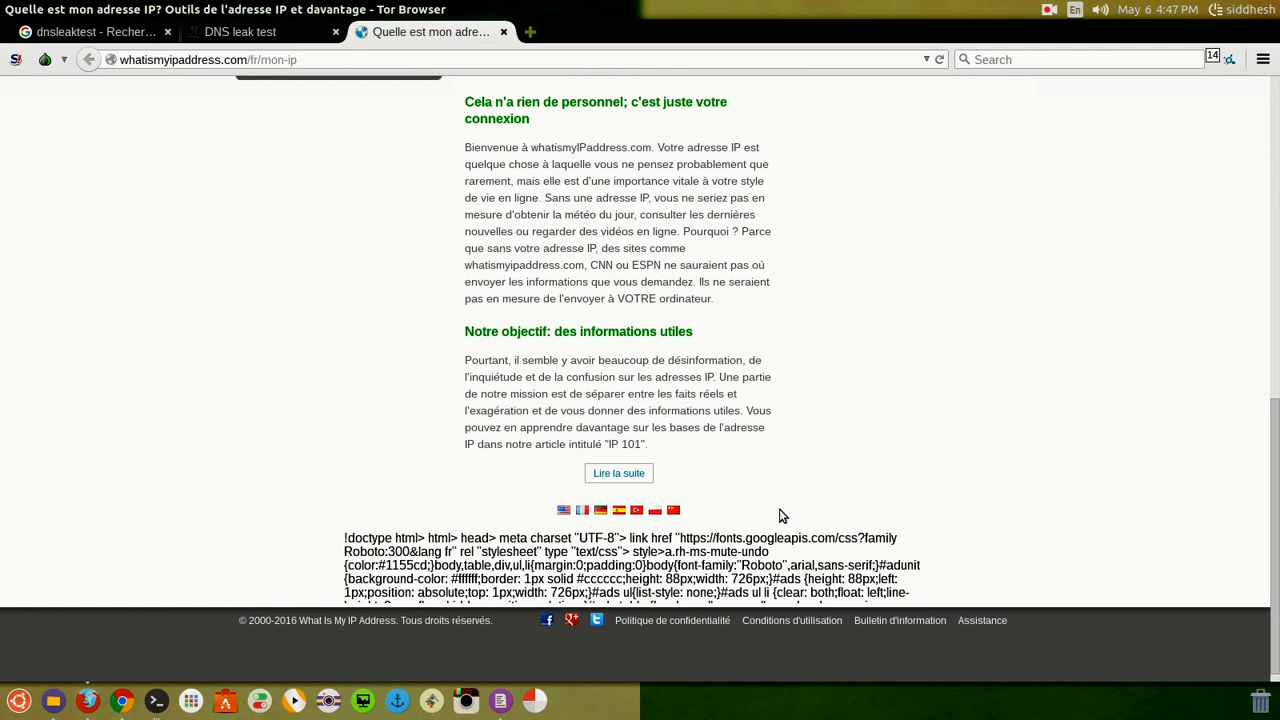 Quelle est mon adresse IP? Outils de l'adresse IP et davantage - Tor Browser
En
May 6 4:47 PM
siddhesh
dnsleaktest - Recher...
DNS leak test
Quelle est mon adre...
whatismyipaddress.com/fr/mon-ip
Search
14
Cela n'a rien de personnel; c'est juste votre
connexion
Bienvenue à whatismyIPaddress.com. Votre adresse IP est
quelque chose à laquelle vous ne pensez probablement que
rarement, mais elle est d'une importance vitale à votre style
de vie en ligne. Sans une adresse IP, vous ne seriez pas en
mesure d'obtenir la météo du jour, consulter les dernières
nouvelles ou regarder des vidéos en ligne. Pourquoi ? Parce
que sans votre adresse IP, des sites comme
whatismyipaddress.com, CNN ou ESPN ne sauraient pas où
envoyer les informations que vous demandez. Ils ne seraient
pas en mesure de l'envoyer à VOTRE ordinateur.
Notre objectif: des informations utiles
Pourtant, il semble y avoir beaucoup de désinformation, de
l'inquiétude et de la confusion sur les adresses IP. Une partie
de notre mission est de séparer entre les faits réels et
l'exagération et de vous donner des informations utiles. Vous
pouvez en apprendre davantage sur les bases de l'adresse
IP dans notre article intitulé "IP 101".
Lire la suite
!doctype html> html> head> meta charset "UTF-8"> link href "https://fonts.googleapis.com/css?family
Roboto:300&lang fr" rel "stylesheet" type "text/css"> style>a.rh-ms-mute-undo
{color:#1155cd;}body,table,div,ul,li{margin:0;padding:0}body{font-family:"Roboto",arial,sans-serif;}#adunit
{background-color: #ffffff;border: 1px solid #cccccc;height: 88px;width: 726px;}#ads {height: 88px;left:
1px;position: absolute;top: 1px;width: 726px;}#ads ul{list-style: none;}#ads ul li {clear: both;float: left;line-
© 2000-2016 What Is My IP Address. Tous droits réservés.
Politique de confidentialité
Conditions d'utilisation
Bulletin d'information
Assistance